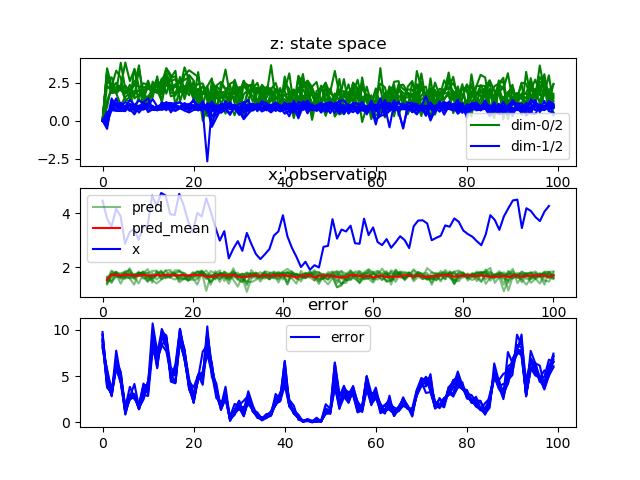 z: state space
2.5
0.0
−2.5
dim-0/2
dim-1/2
0 20 40 60 80 100
x: observation
4
2
pred
pred_mean
x
0 20 40 60 80 100
error
10
5
0
error
0 20 40 60 80 100